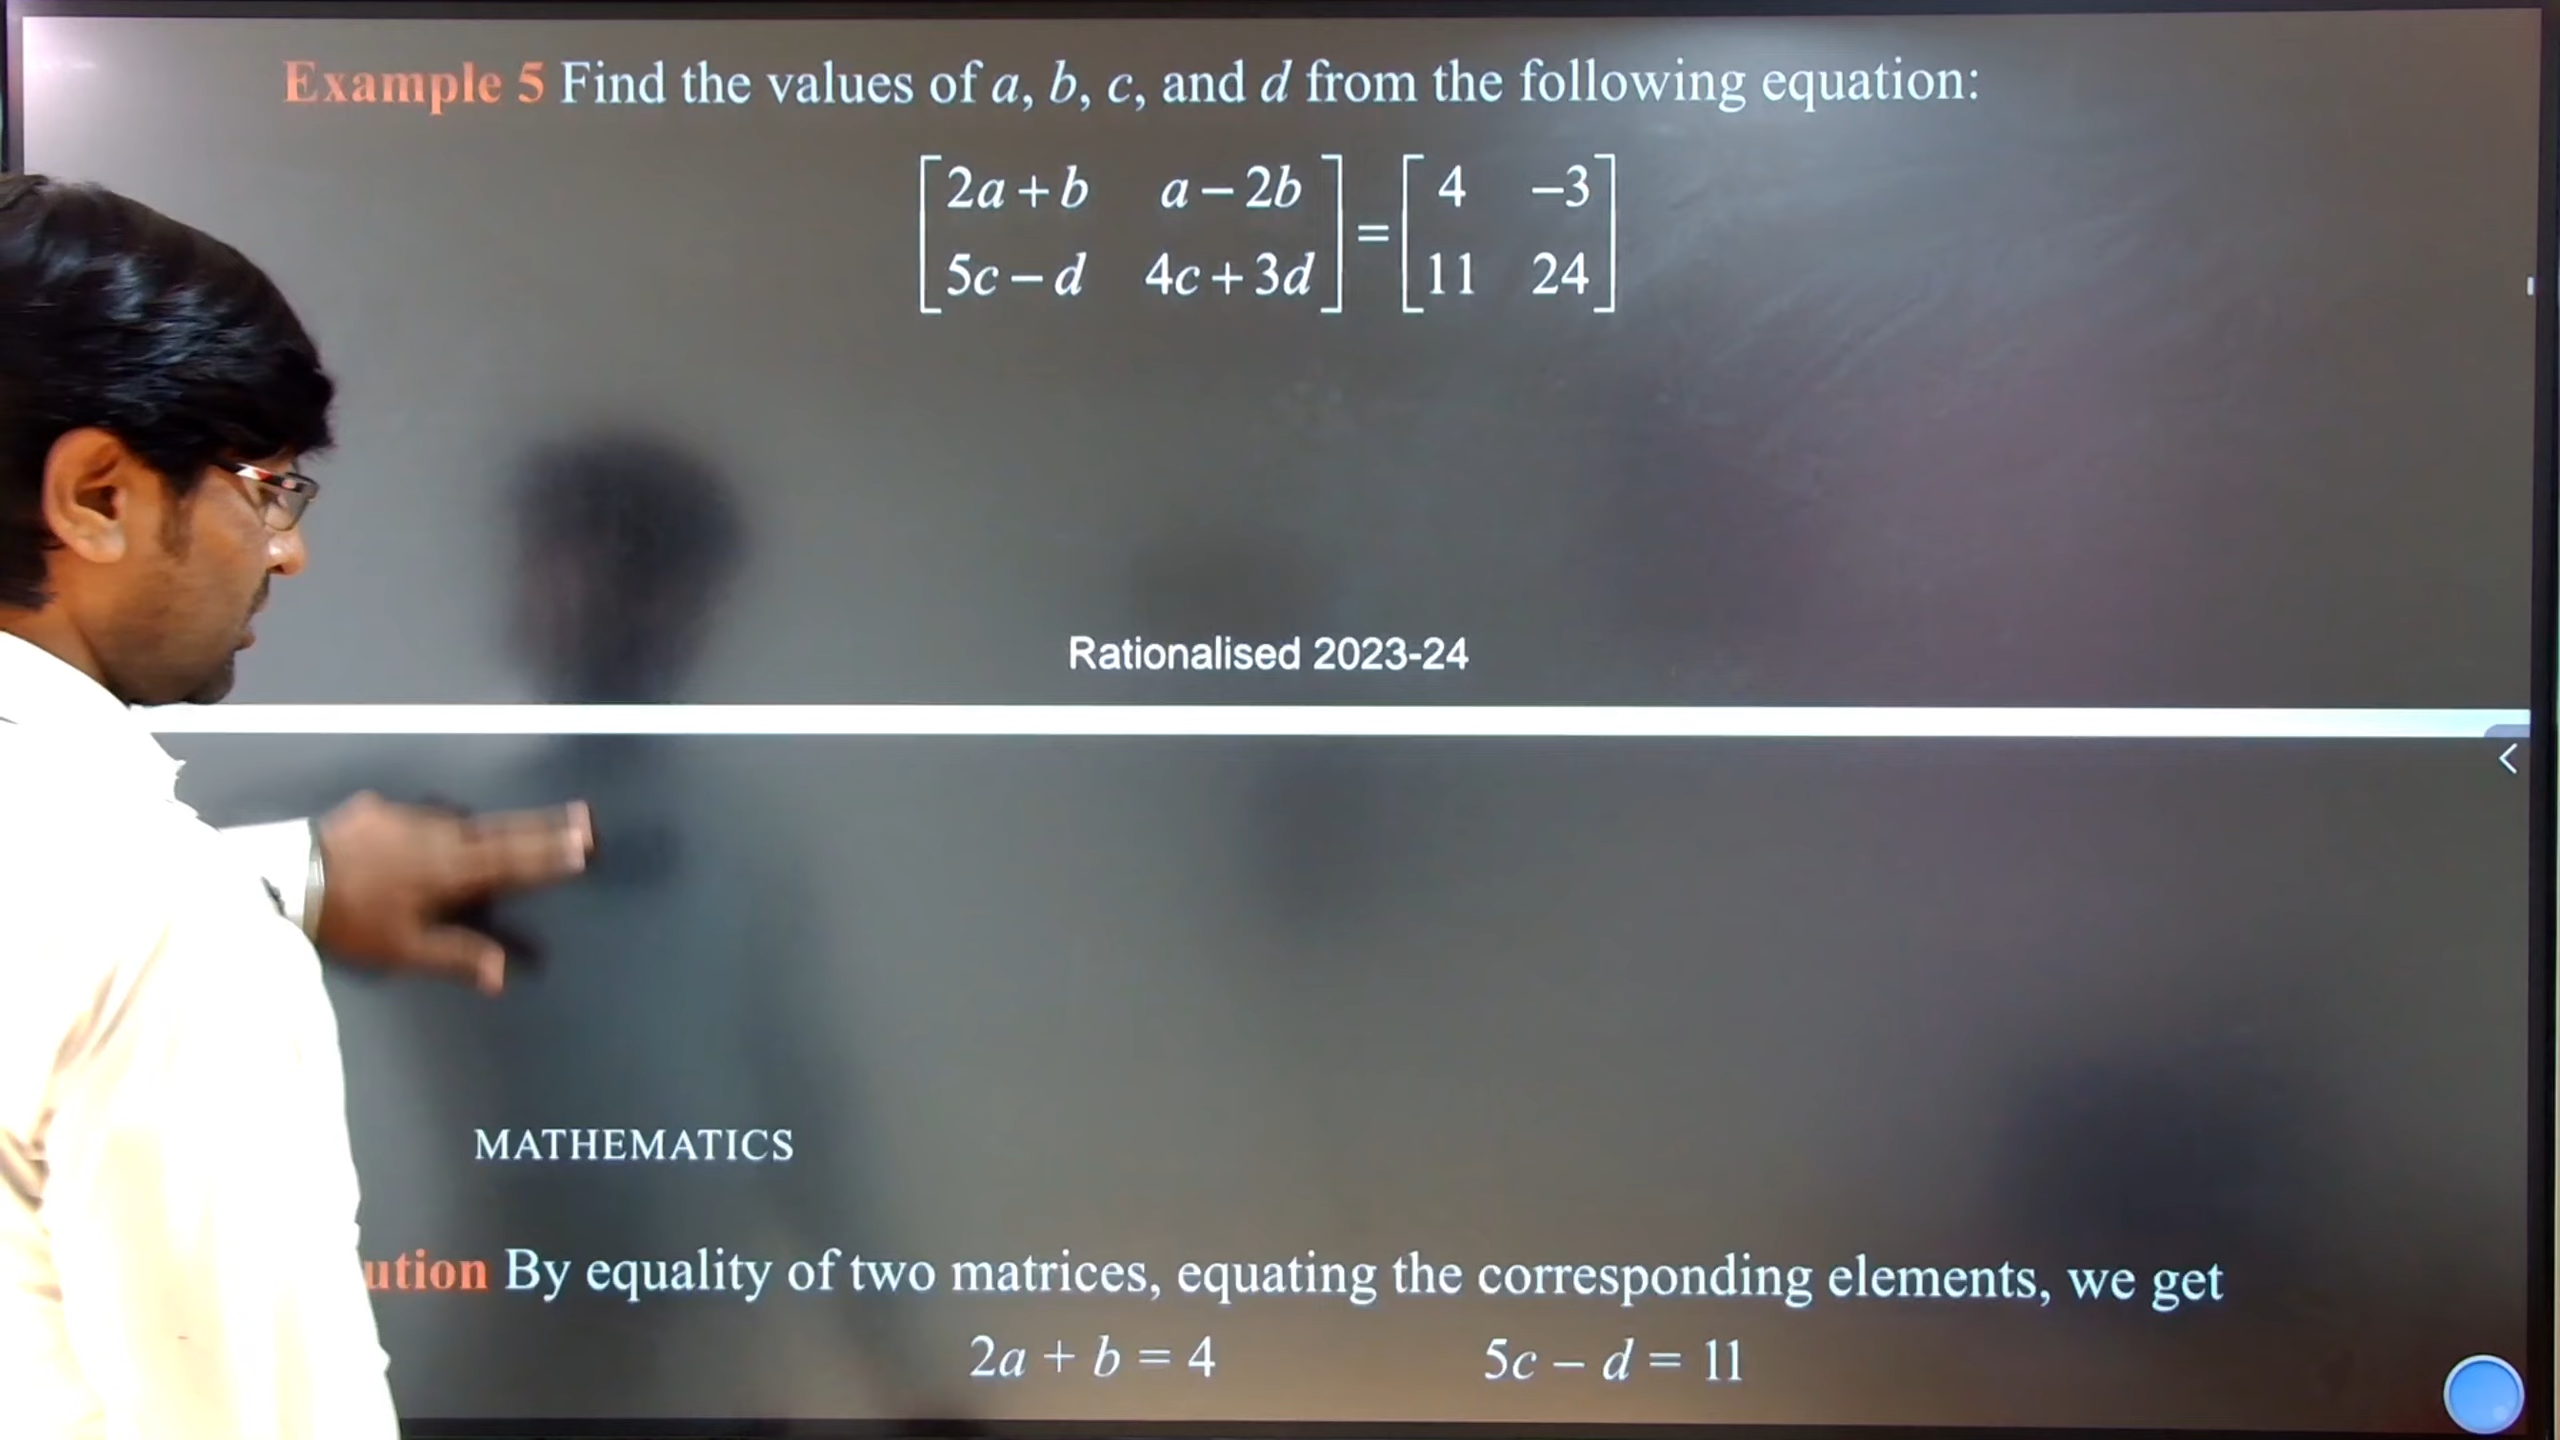 Example 5 Find the values of a, b, c, and d from the following equation:
[2a + b a – 2b] = [4 –3]
[5c – d 4c + 3d] [11 24]
Rationalised 2023-24
MATHEMATICS
ution By equality of two matrices, equating the corresponding elements, we get
2a + b = 4 5c – d = 11